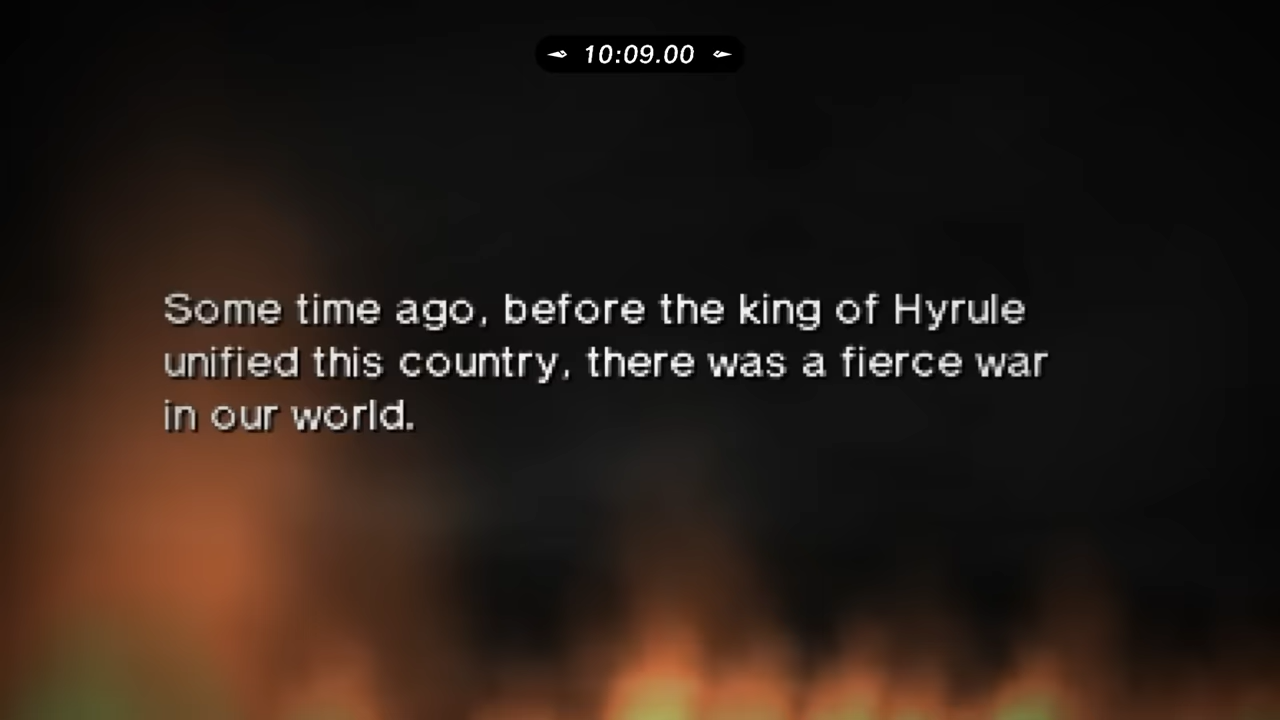 10:09.00
Some time ago, before the king of Hyrule
unified this country, there was a fierce war
in our world.